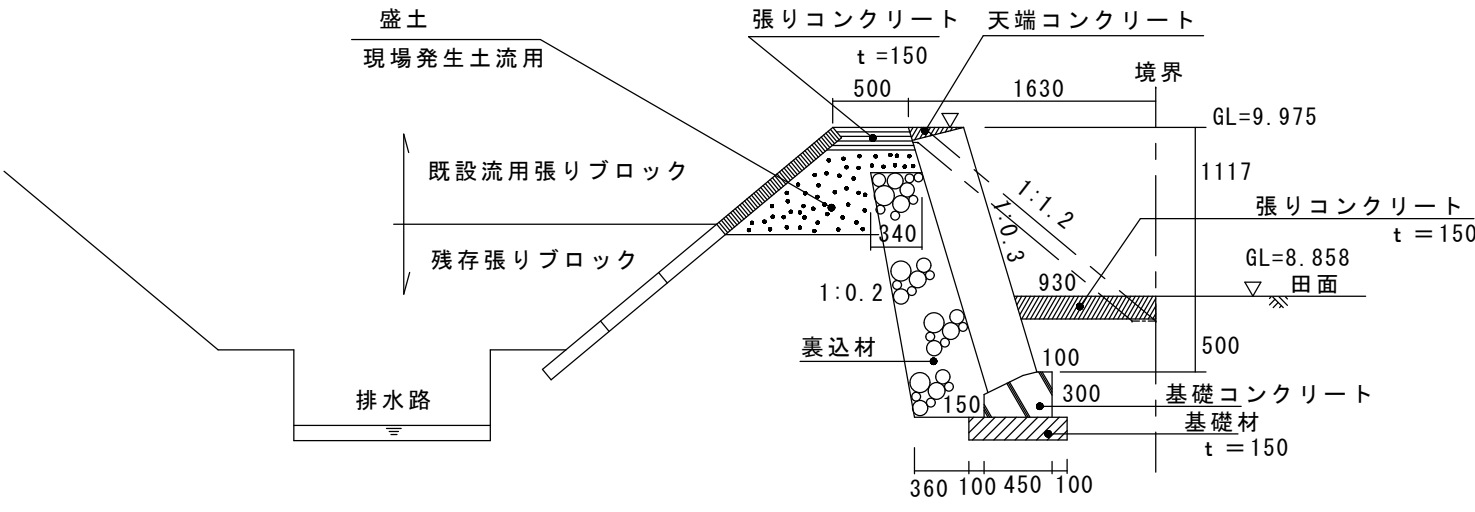 盛土
現場発生土流用
張りコンクリート
t =150
天端コンクリート
境界
500
1630
GL=9.975
1117
既設流用張りブロック
残存張りブロック
340
1:0.2
1:1.2
1:0.3
張りコンクリート
t =150
GL=8.858
田面
930
500
裏込材
100
300
150
基礎コンクリート
基礎材
t =150
排水路
360
100
450
100